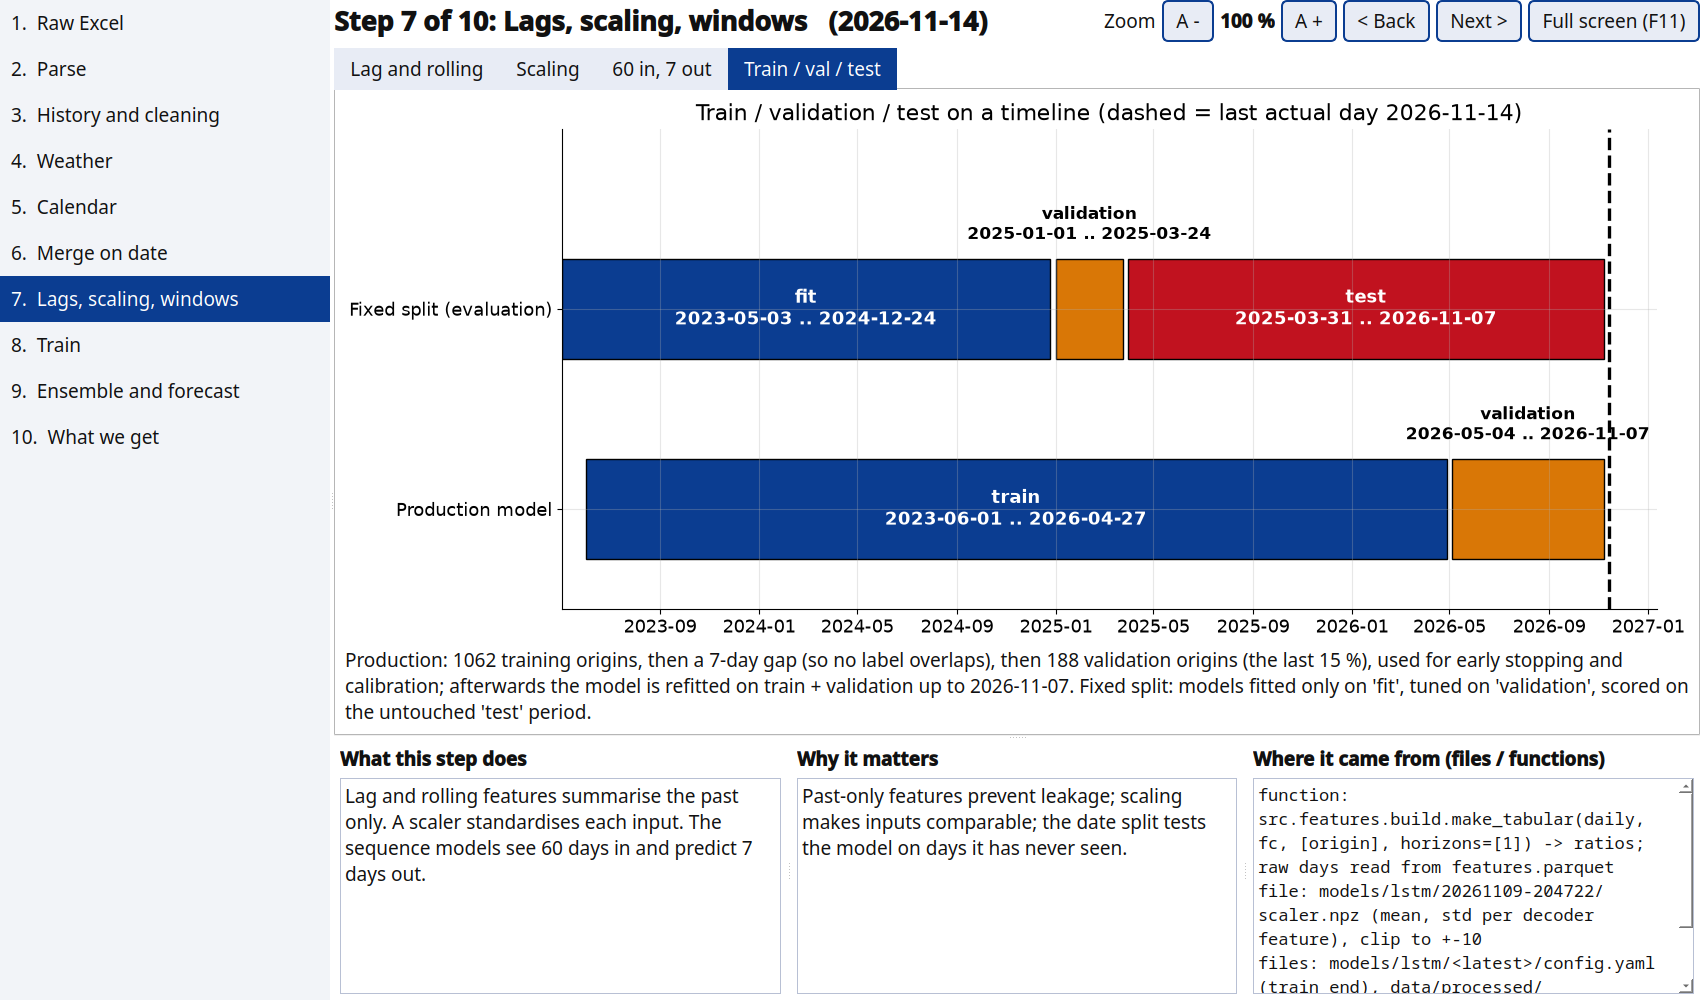 1. Raw Excel
2. Parse
3. History and cleaning
4. Weather
5. Calendar
6. Merge on date
7. Lags, scaling, windows
8. Train
9. Ensemble and forecast
10. What we get
Step 7 of 10: Lags, scaling, windows (2026-11-14)
Zoom A - 100 % A + < Back Next > Full screen (F11)
Lag and rolling Scaling 60 in, 7 out Train / val / test
Train / validation / test on a timeline (dashed = last actual day 2026-11-14)
validation
2025-01-01 .. 2025-03-24
Fixed split (evaluation)
fit
2023-05-03 .. 2024-12-24
test
2025-03-31 .. 2026-11-07
validation
2026-05-04 .. 2026-11-07
Production model
train
2023-06-01 .. 2026-04-27
2023-09 2024-01 2024-05 2024-09 2025-01 2025-05 2025-09 2026-01 2026-05 2026-09 2027-01
Production: 1062 training origins, then a 7-day gap (so no label overlaps), then 188 validation origins (the last 15 %), used for early stopping and
calibration; afterwards the model is refitted on train + validation up to 2026-11-07. Fixed split: models fitted only on 'fit', tuned on 'validation', scored on
the untouched 'test' period.
What this step does
Lag and rolling features summarise the past
only. A scaler standardises each input. The
sequence models see 60 days in and predict 7
days out.
Why it matters
Past-only features prevent leakage; scaling
makes inputs comparable; the date split tests
the model on days it has never seen.
Where it came from (files / functions)
function:
src.features.build.make_tabular(daily,
fc, [origin], horizons=[1]) -> ratios;
raw days read from features.parquet
file: models/lstm/20261109-204722/
scaler.npz (mean, std per decoder
feature), clip to +-10
files: models/lstm/<latest>/config.yaml
(train end), data/processed/